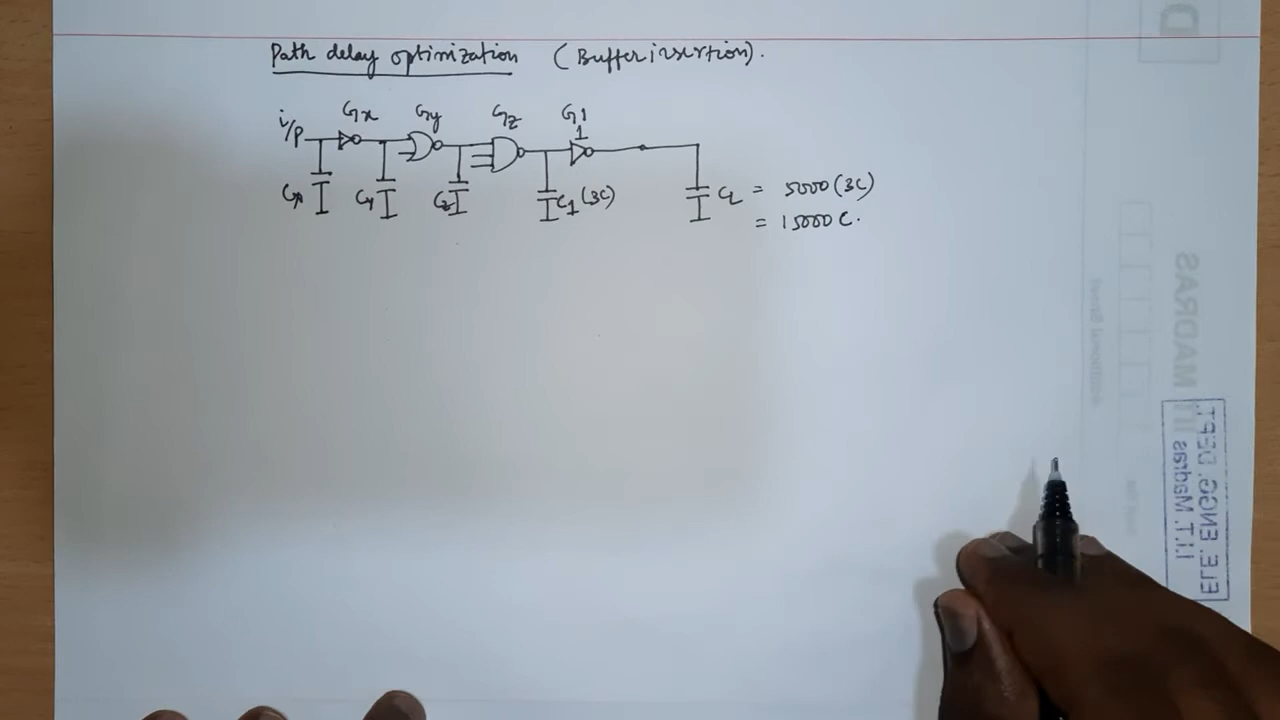 Path delay optimization (Buffer insertion).
i/p Gx Gy Gz G1
1
Cx Cy Cz C1 (3C) CL = 5000 (3C)
= 15000 C.
MADRAS
ELE. ENGG. DEPT.
I.I.T. Madras